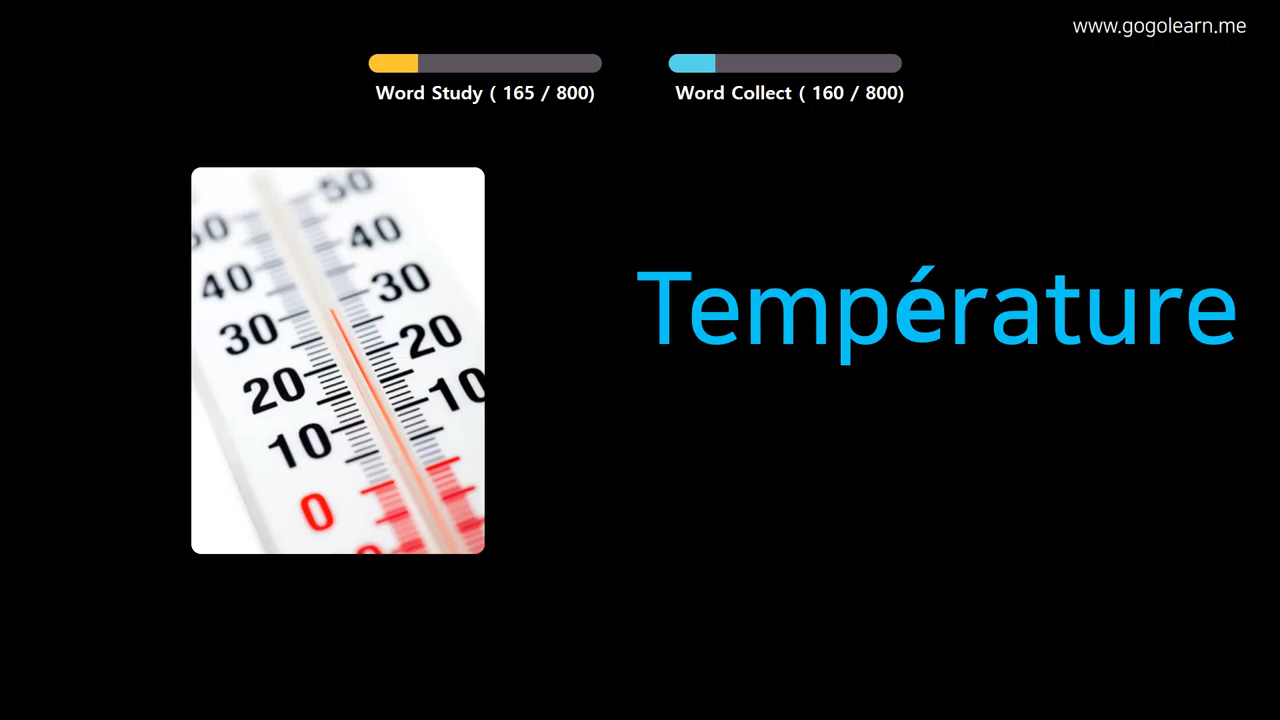 www.gogolearn.me
Word Study ( 165 / 800)
Word Collect ( 160 / 800)
50
40
40
30
30
20
20
10
10
0
Température